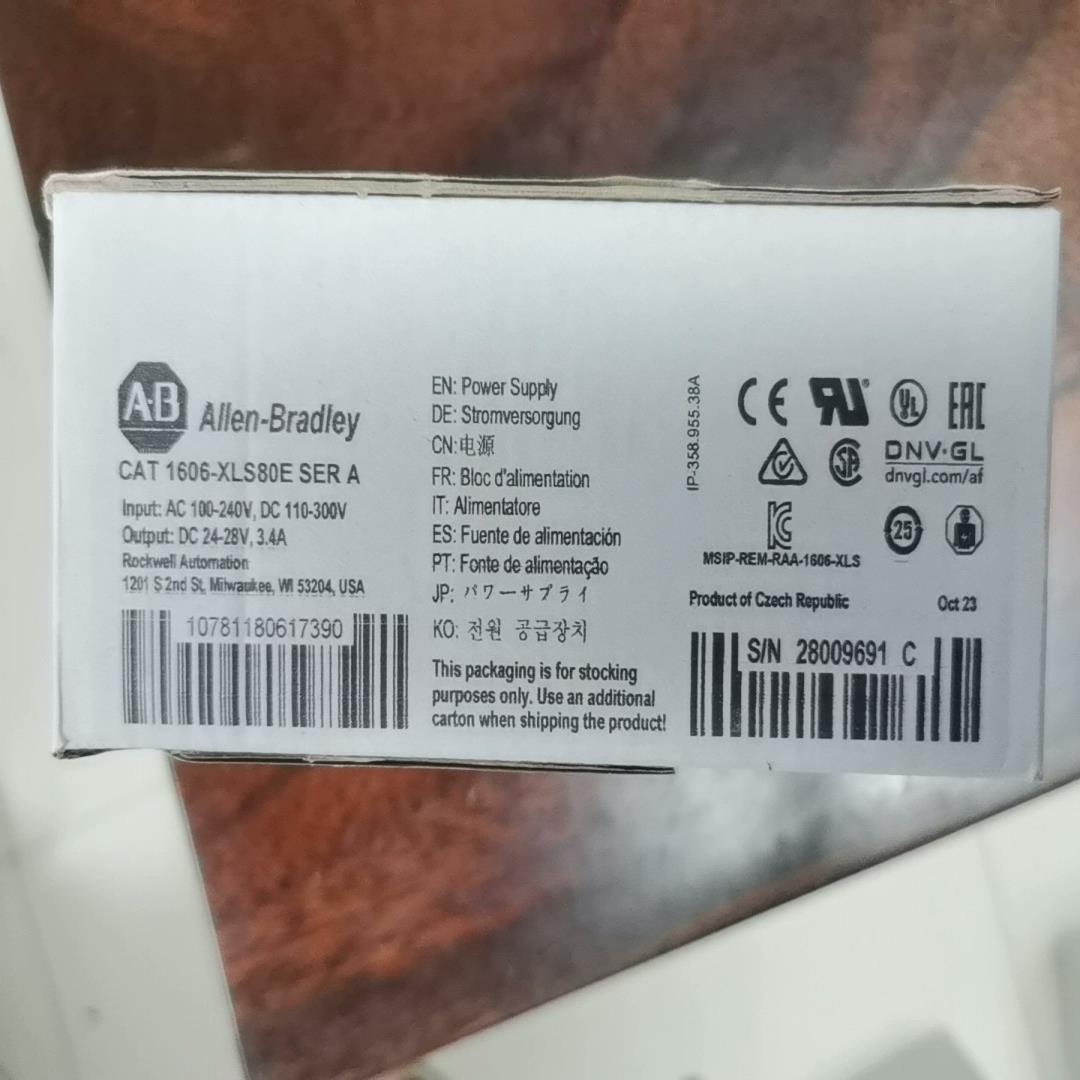 A·B
Allen-Bradley
CAT 1606-XLS80E SER A
Input: AC 100-240V, DC 110-300V
Output: DC 24-28V, 3.4A
Rockwell Automation
1201 S 2nd St, Milwaukee, WI 53204, USA
10781180617390
EN: Power Supply
DE: Stromversorgung
CN:电源
FR: Bloc d'alimentation
IT: Alimentatore
ES: Fuente de alimentación
PT: Fonte de alimentação
JP: パワーサプライ
KO: 전원 공급장치
This packaging is for stocking
purposes only. Use an additional
carton when shipping the product!
IP-358.955.38A
CE RU® UL EAC
SA DNV·GL
dnvgl.com/af
KC 25
MSIP-REM-RAA-1606-XLS
Product of Czech Republic Oct 23
S/N 28009691 C